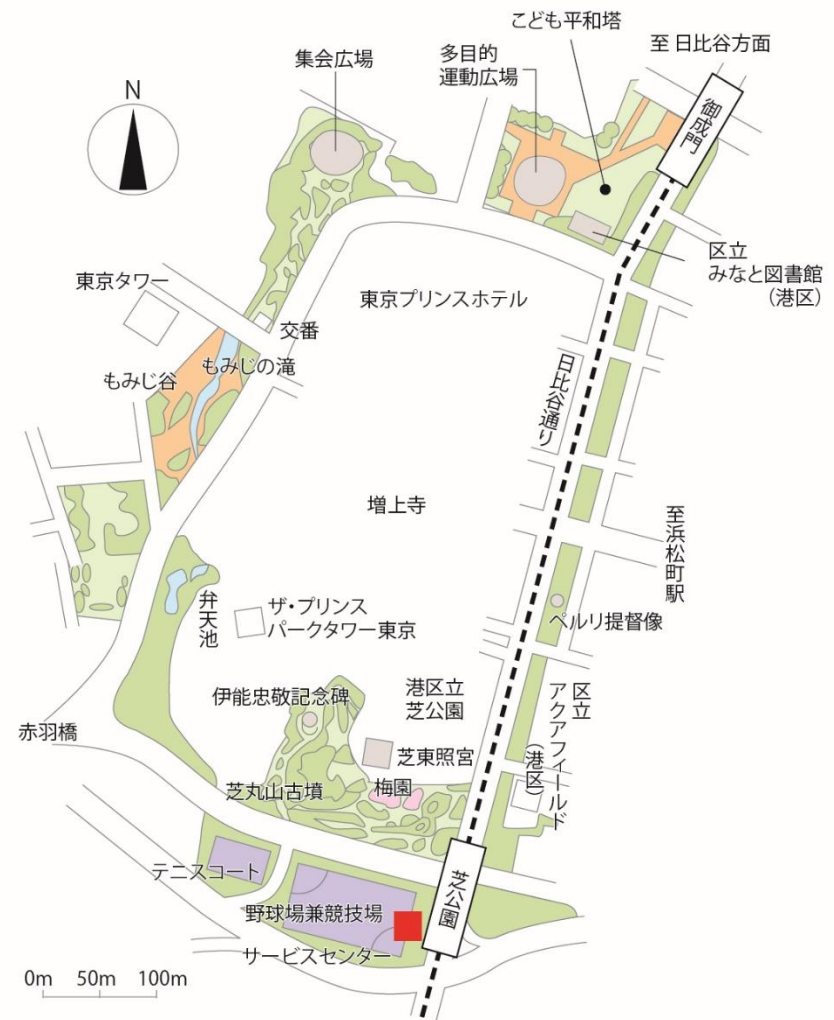 こども平和塔
至 日比谷方面
集会広場
多目的
運動広場
N
御成門
区立
みなと図書館
(港区)
東京タワー
東京プリンスホテル
交番
もみじの滝
もみじ谷
日比谷通り
増上寺
至浜松町駅
弁天池
ザ・プリンス
パークタワー東京
ペルリ提督像
伊能忠敬記念碑
港区立
芝公園
区立
アクアフィールド
(港区)
赤羽橋
芝東照宮
芝丸山古墳
梅園
テニスコート
芝公園
野球場兼競技場
サービスセンター
0m 50m 100m